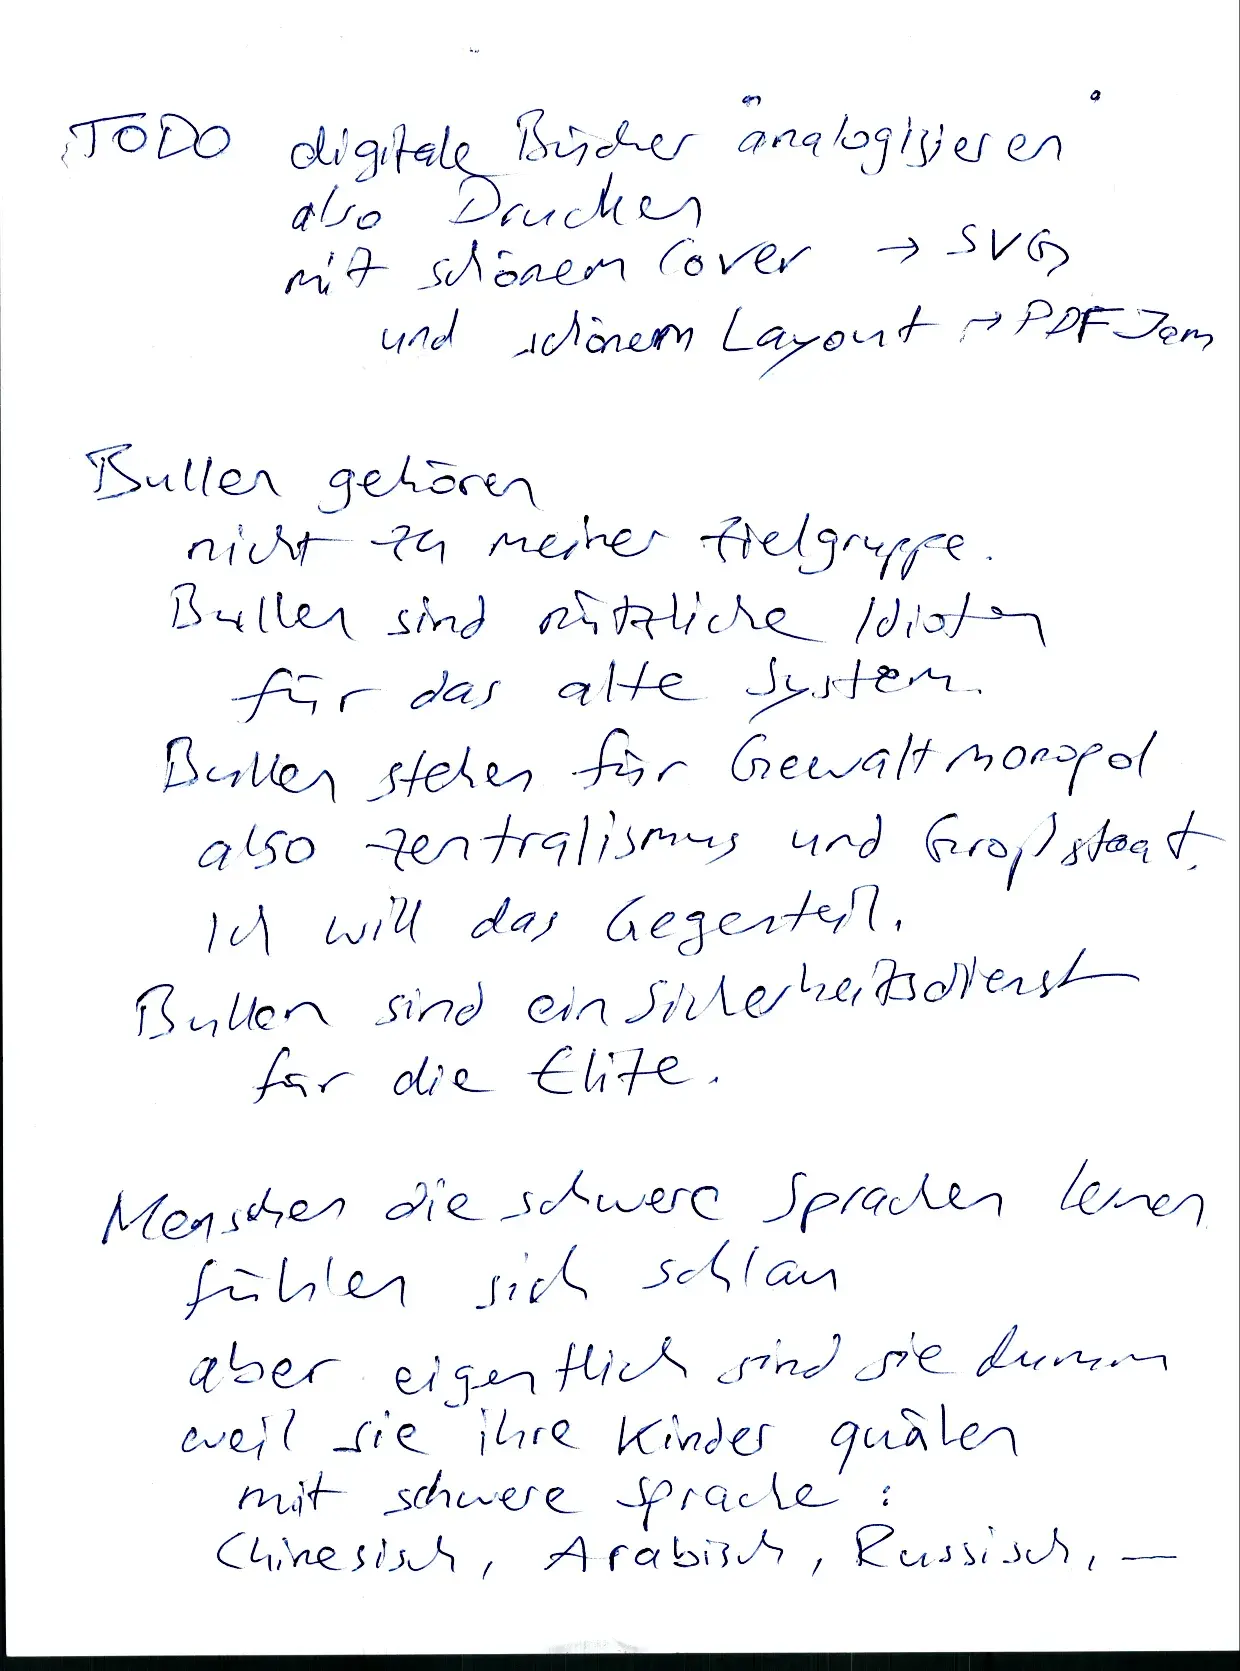 TODO digitale Bücher analogisieren
also Drucken
mit schönem Cover → SVG
und schönem Layout → PDFJam
Bullen gehören
nicht zu meiner Zielgruppe.
Bullen sind nützliche Idioten
für das alte System.
Bullen stehen für Gewaltmonopol
also Zentralismus und Großstaat.
Ich will das Gegenteil.
Bullen sind ein Sicherheitsdienst
für die Elite.
Menschen die schwere Sprachen lernen
fühlen sich schlau
aber eigentlich sind sie dumm
weil sie ihre Kinder quälen
mit schwere Sprache:
Chinesisch, Arabisch, Russisch, —